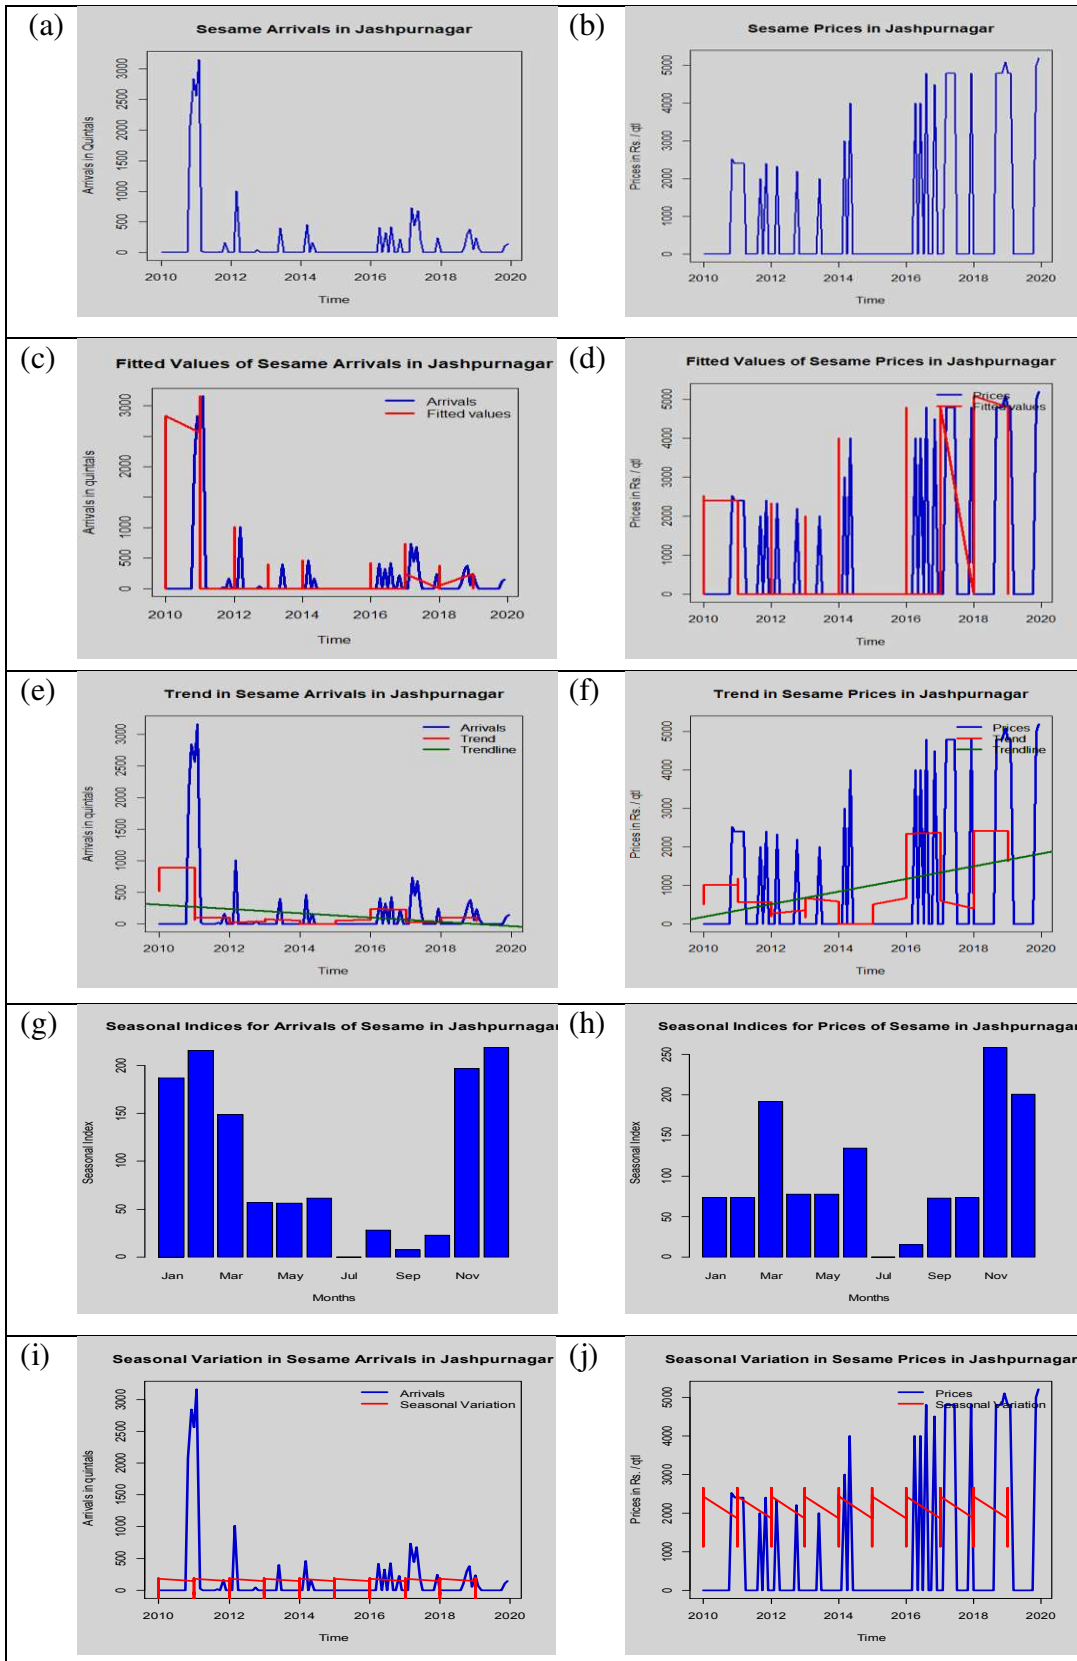 (a)
Sesame Arrivals in Jashpurnagar
Arrivals in Quintals
0 500 1000 1500 2000 2500 3000
2010 2012 2014 2016 2018 2020
Time
(b)
Sesame Prices in Jashpurnagar
Prices in Rs. / qtl
0 1000 2000 3000 4000 5000
2010 2012 2014 2016 2018 2020
Time
(c)
Fitted Values of Sesame Arrivals in Jashpurnagar
Arrivals
Fitted values
Arrivals in quintals
0 500 1000 2000 3000
2010 2012 2014 2016 2018 2020
Time
(d)
Fitted Values of Sesame Prices in Jashpurnagar
Prices
Fitted values
Prices in Rs. / qtl
0 1000 2000 3000 4000 5000
2010 2012 2014 2016 2018 2020
Time
(e)
Trend in Sesame Arrivals in Jashpurnagar
Arrivals
Trend
Trendline
Arrivals in quintals
0 500 1000 1500 2000 2500 3000
2010 2012 2014 2016 2018 2020
Time
(f)
Trend in Sesame Prices in Jashpurnagar
Prices
Trend
Trendline
Prices in Rs. / qtl
0 1000 2000 3000 4000 5000
2010 2012 2014 2016 2018 2020
Time
(g)
Seasonal Indices for Arrivals of Sesame in Jashpurnagar
Seasonal Index
0 50 100 150 200
Jan Mar May Jul Sep Nov
Months
(h)
Seasonal Indices for Prices of Sesame in Jashpurnagar
Seasonal Index
0 50 100 150 200 250
Jan Mar May Jul Sep Nov
Months
(i)
Seasonal Variation in Sesame Arrivals in Jashpurnagar
Arrivals
Seasonal Variation
Arrivals in quintals
0 500 1000 1500 2000 2500 3000
2010 2012 2014 2016 2018 2020
Time
(j)
Seasonal Variation in Sesame Prices in Jashpurnagar
Prices
Seasonal Variation
Prices in Rs. / qtl
0 1000 2000 3000 4000 5000
2010 2012 2014 2016 2018 2020
Time